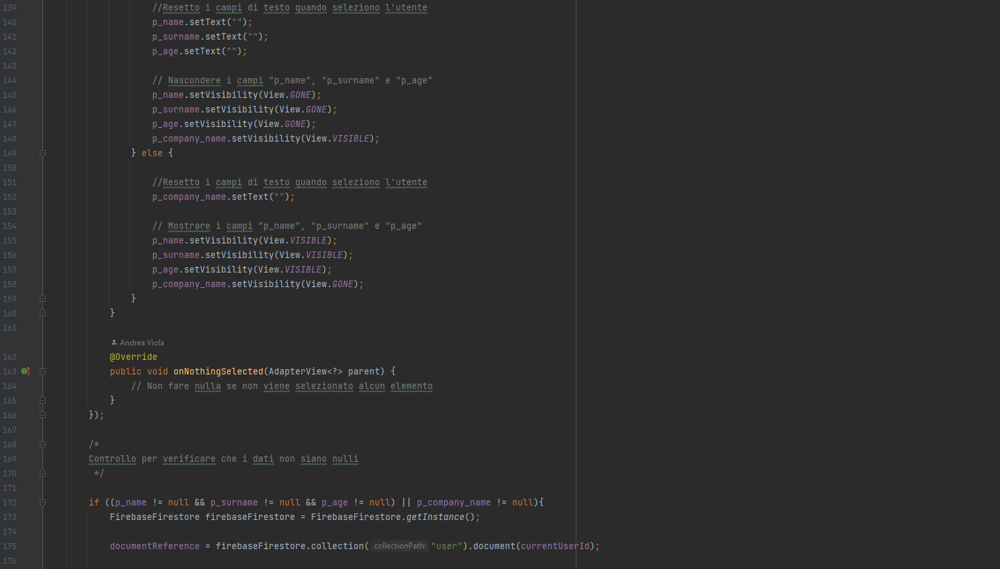 139 //Resetto i campi di testo quando seleziono l'utente
140 p_name.setText("");
141 p_surname.setText("");
142 p_age.setText("");
143
144 // Nascondere i campi "p_name", "p_surname" e "p_age"
145 p_name.setVisibility(View.GONE);
146 p_surname.setVisibility(View.GONE);
147 p_age.setVisibility(View.GONE);
148 p_company_name.setVisibility(View.VISIBLE);
149 } else {
150
151 //Resetto i campi di testo quando seleziono l'utente
152 p_company_name.setText("");
153
154 // Mostrare i campi "p_name", "p_surname" e "p_age"
155 p_name.setVisibility(View.VISIBLE);
156 p_surname.setVisibility(View.VISIBLE);
157 p_age.setVisibility(View.VISIBLE);
158 p_company_name.setVisibility(View.GONE);
159 }
160 }
161
Andrea Viola
162 @Override
163 public void onNothingSelected(AdapterView<?> parent) {
164 // Non fare nulla se non viene selezionato alcun elemento
165 }
166 });
167
168 /*
169 Controllo per verificare che i dati non siano nulli
170 */
171
172 if ((p_name != null && p_surname != null && p_age != null) || p_company_name != null){
173 FirebaseFirestore firebaseFirestore = FirebaseFirestore.getInstance();
174
175 documentReference = firebaseFirestore.collection( collectionPath: "user").document(currentUserId);
176